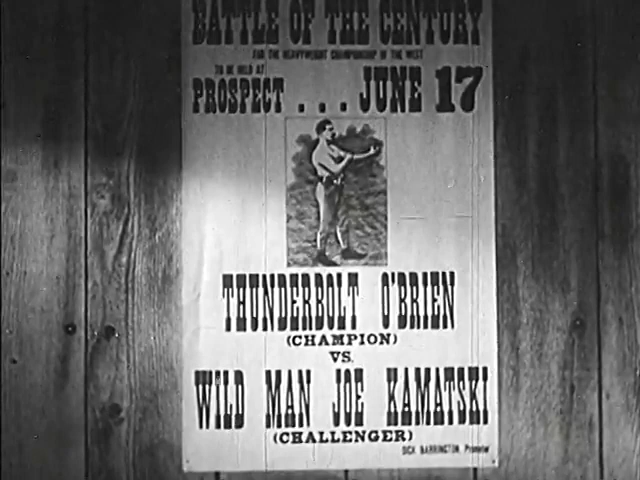 BATTLE OF THE CENTURY
FOR THE HEAVYWEIGHT CHAMPIONSHIP OF THE WEST
TO BE HELD AT
PROSPECT . . . JUNE 17
THUNDERBOLT O'BRIEN
(CHAMPION)
VS.
WILD MAN JOE KAMATSKI
(CHALLENGER)
DICK BARRINGTON, Promoter